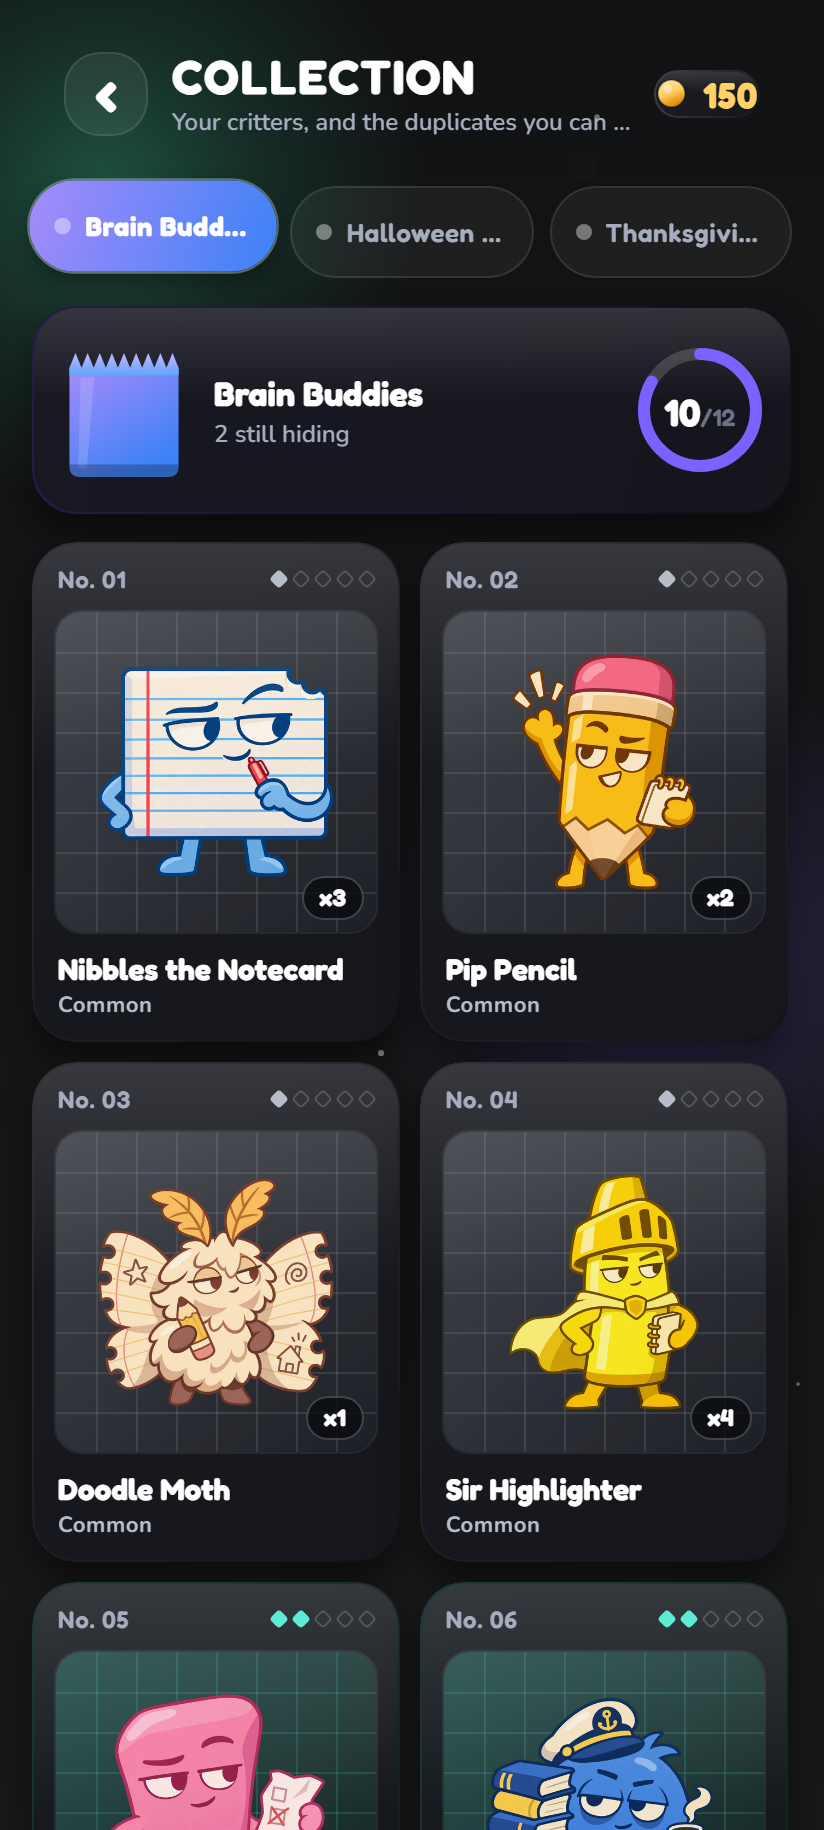 COLLECTION
Your critters, and the duplicates you can ...
150
Brain Budd...
Halloween ...
Thanksgivi...
Brain Buddies
2 still hiding
10/12
No. 01
x3
Nibbles the Notecard
Common
No. 02
x2
Pip Pencil
Common
No. 03
x1
Doodle Moth
Common
No. 04
x4
Sir Highlighter
Common
No. 05
No. 06